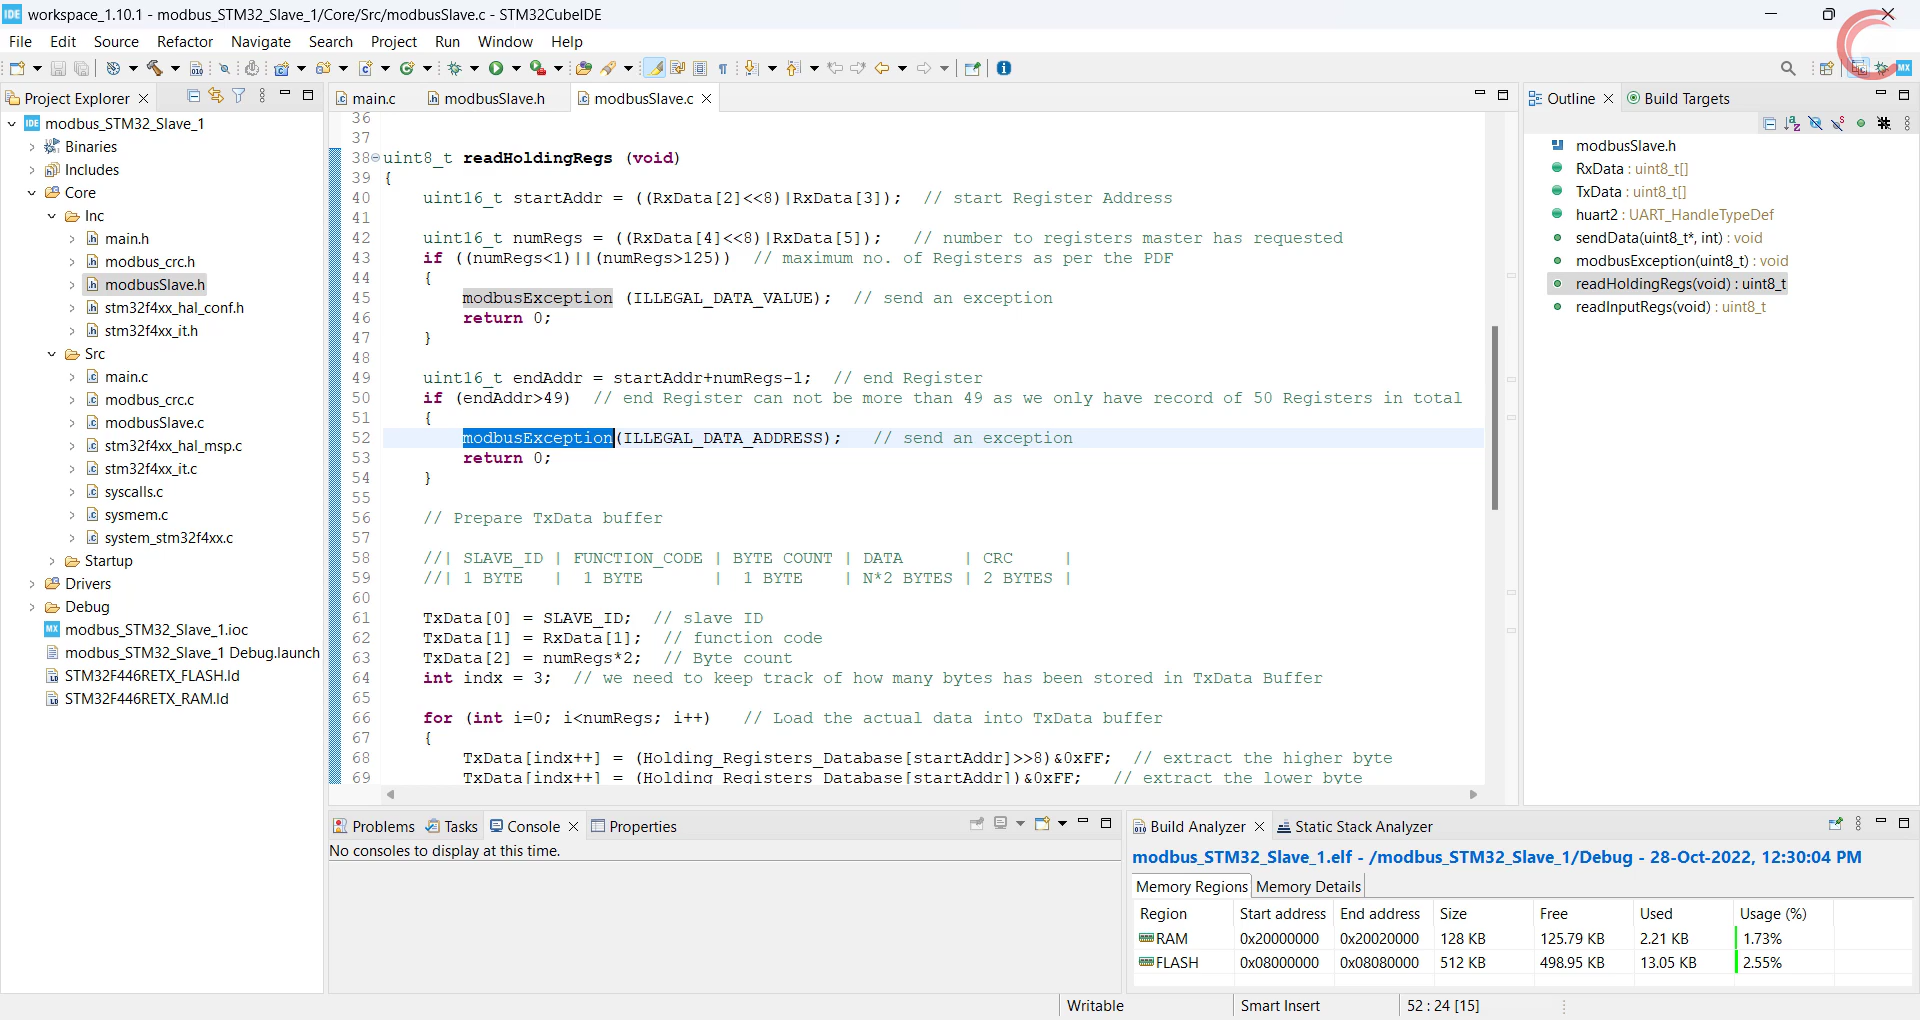 IDE workspace_1.10.1 - modbus_STM32_Slave_1/Core/Src/modbusSlave.c - STM32CubeIDE
File Edit Source Refactor Navigate Search Project Run Window Help
Project Explorer
IDE modbus_STM32_Slave_1
Binaries
Includes
Core
Inc
main.h
modbus_crc.h
modbusSlave.h
stm32f4xx_hal_conf.h
stm32f4xx_it.h
Src
main.c
modbus_crc.c
modbusSlave.c
stm32f4xx_hal_msp.c
stm32f4xx_it.c
syscalls.c
sysmem.c
system_stm32f4xx.c
Startup
Drivers
Debug
MX modbus_STM32_Slave_1.ioc
modbus_STM32_Slave_1 Debug.launch
STM32F446RETX_FLASH.ld
STM32F446RETX_RAM.ld
main.c modbusSlave.h modbusSlave.c
36
37
38 uint8_t readHoldingRegs (void)
39 {
40 uint16_t startAddr = ((RxData[2]<<8)|RxData[3]); // start Register Address
41
42 uint16_t numRegs = ((RxData[4]<<8)|RxData[5]); // number to registers master has requested
43 if ((numRegs<1)||(numRegs>125)) // maximum no. of Registers as per the PDF
44 {
45 modbusException (ILLEGAL_DATA_VALUE); // send an exception
46 return 0;
47 }
48
49 uint16_t endAddr = startAddr+numRegs-1; // end Register
50 if (endAddr>49) // end Register can not be more than 49 as we only have record of 50 Registers in total
51 {
52 modbusException(ILLEGAL_DATA_ADDRESS); // send an exception
53 return 0;
54 }
55
56 // Prepare TxData buffer
57
58 //| SLAVE_ID | FUNCTION_CODE | BYTE COUNT | DATA | CRC |
59 //| 1 BYTE | 1 BYTE | 1 BYTE | N*2 BYTES | 2 BYTES |
60
61 TxData[0] = SLAVE_ID; // slave ID
62 TxData[1] = RxData[1]; // function code
63 TxData[2] = numRegs*2; // Byte count
64 int indx = 3; // we need to keep track of how many bytes has been stored in TxData Buffer
65
66 for (int i=0; i<numRegs; i++) // Load the actual data into TxData buffer
67 {
68 TxData[indx++] = (Holding_Registers_Database[startAddr]>>8)&0xFF; // extract the higher byte
69 TxData[indx++] = (Holding_Registers_Database[startAddr])&0xFF; // extract the lower byte
Outline Build Targets
modbusSlave.h
RxData : uint8_t[]
TxData : uint8_t[]
huart2 : UART_HandleTypeDef
sendData(uint8_t*, int) : void
modbusException(uint8_t) : void
readHoldingRegs(void) : uint8_t
readInputRegs(void) : uint8_t
Problems Tasks Console Properties
No consoles to display at this time.
Build Analyzer Static Stack Analyzer
modbus_STM32_Slave_1.elf - /modbus_STM32_Slave_1/Debug - 28-Oct-2022, 12:30:04 PM
Memory Regions Memory Details
Region Start address End address Size Free Used Usage (%)
RAM 0x20000000 0x20020000 128 KB 125.79 KB 2.21 KB 1.73%
FLASH 0x08000000 0x08080000 512 KB 498.95 KB 13.05 KB 2.55%
Writable Smart Insert 52 : 24 [15]